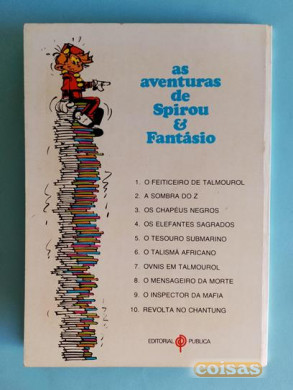 as
aventuras
de
Spirou
&
Fantásio
1. O FEITICEIRO DE TALMOUROL
2. A SOMBRA DO Z
3. OS CHAPÉUS NEGROS
4. OS ELEFANTES SAGRADOS
5. O TESOURO SUBMARINO
6. O TALISMÃ AFRICANO
7. OVNIS EM TALMOUROL
8. O MENSAGEIRO DA MORTE
9. O INSPECTOR DA MAFIA
10. REVOLTA NO CHANTUNG
EDITORIAL PUBLICA
coisas